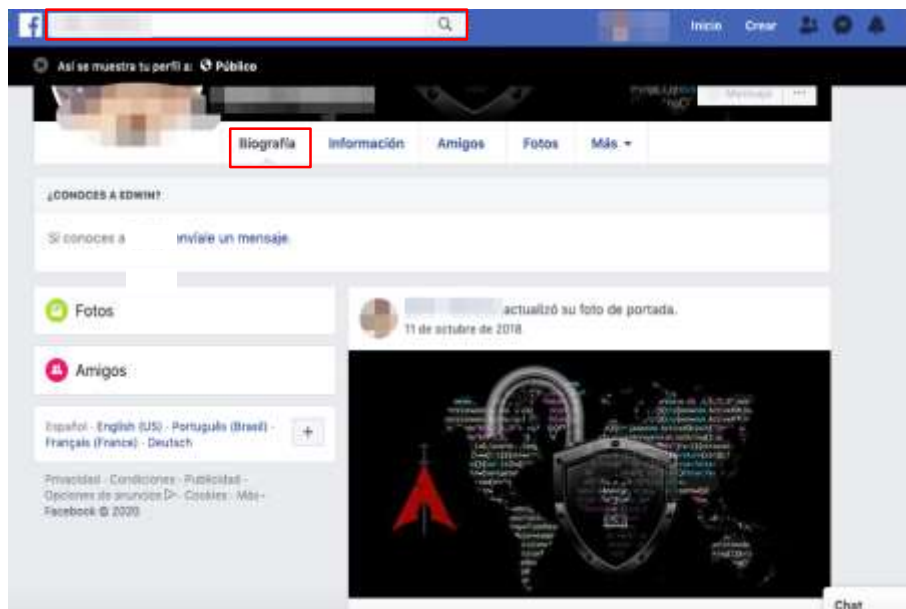 f
Inicio Crear
Así se muestra tu perfil a: Público
Mensaje ...
Biografía Información Amigos Fotos Más
¿CONOCES A EDWIN?
Si conoces a envíale un mensaje.
Fotos
actualizó su foto de portada.
11 de octubre de 2018
Amigos
Español · English (US) · Português (Brasil) ·
Français (France) · Deutsch
+
Privacidad · Condiciones · Publicidad ·
Opciones de anuncios · Cookies · Más ·
Facebook © 2020
Chat